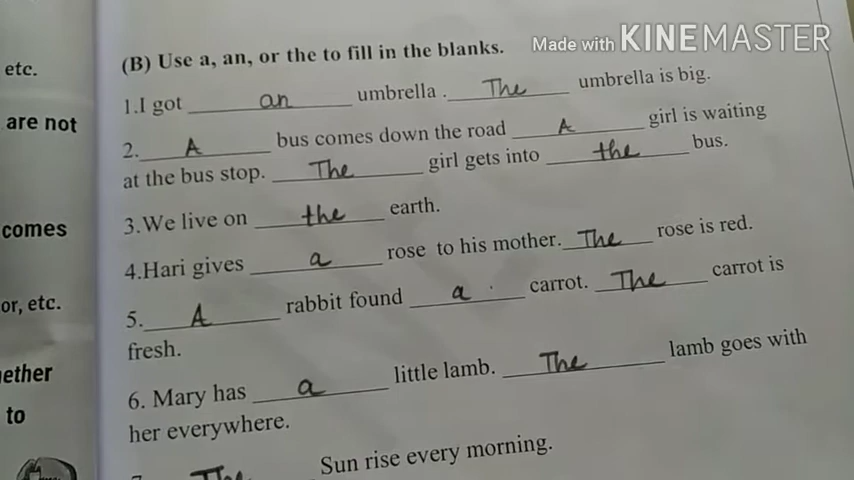 Made with KINEMASTER
etc.
are not
comes
or, etc.
ether
to
(B) Use a, an, or the to fill in the blanks.
1.I got an umbrella . The umbrella is big.
2. A bus comes down the road A girl is waiting
at the bus stop. The girl gets into the bus.
3.We live on the earth.
4.Hari gives a rose to his mother. The rose is red.
5. A rabbit found a carrot. The carrot is
fresh.
6. Mary has a little lamb. The lamb goes with
her everywhere.
The Sun rise every morning.